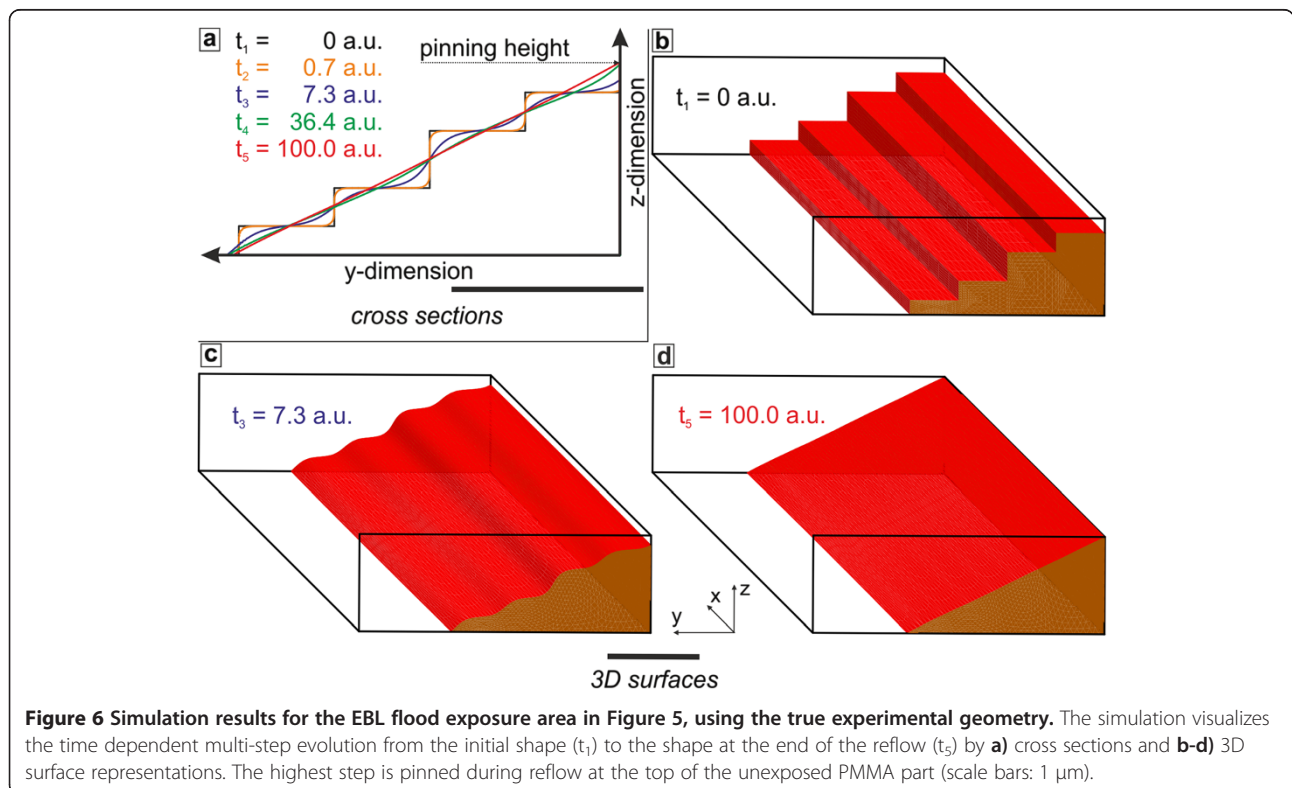 a
t1 = 0 a.u.
t2 = 0.7 a.u.
t3 = 7.3 a.u.
t4 = 36.4 a.u.
t5 = 100.0 a.u.
pinning height
z-dimension
y-dimension
cross sections
b
t1 = 0 a.u.
c
t3 = 7.3 a.u.
d
t5 = 100.0 a.u.
x
y
z
3D surfaces
Figure 6 Simulation results for the EBL flood exposure area in Figure 5, using the true experimental geometry. The simulation visualizes
the time dependent multi-step evolution from the initial shape (t1) to the shape at the end of the reflow (t5) by a) cross sections and b-d) 3D
surface representations. The highest step is pinned during reflow at the top of the unexposed PMMA part (scale bars: 1 μm).